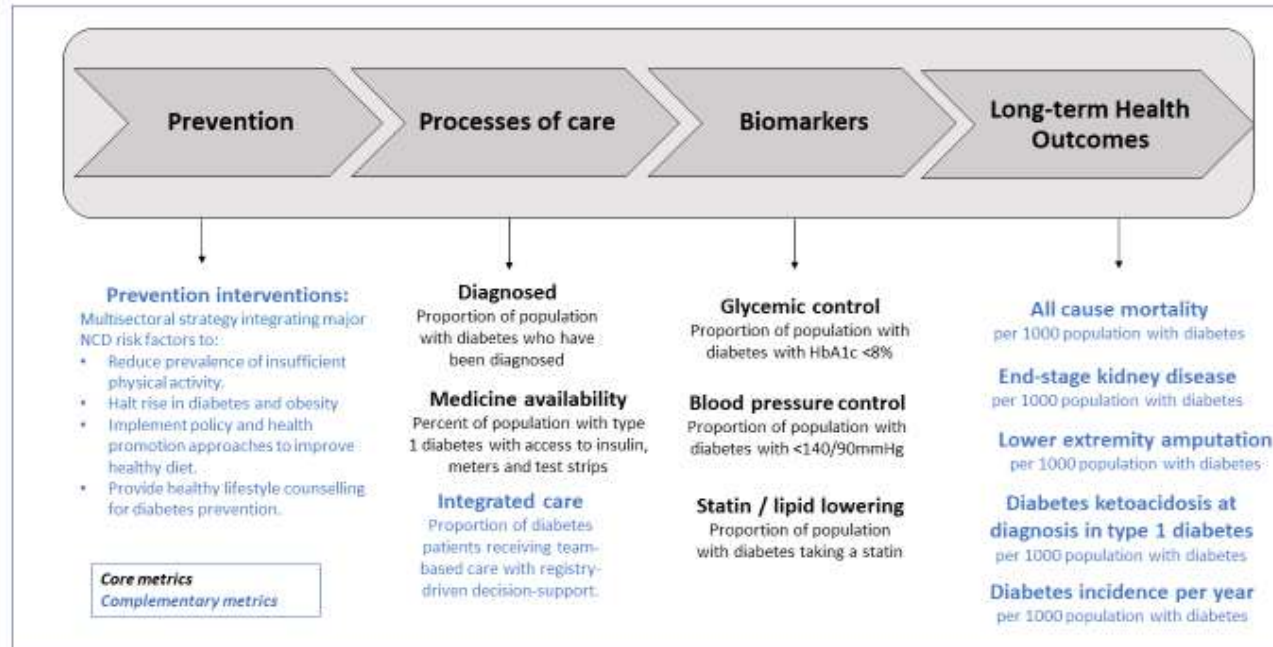 Prevention
Processes of care
Biomarkers
Long-term Health
Outcomes
Prevention interventions:
Multisectoral strategy integrating major
NCD risk factors to:
• Reduce prevalence of insufficient
physical activity.
• Halt rise in diabetes and obesity
• Implement policy and health
promotion approaches to improve
healthy diet.
• Provide healthy lifestyle counselling
for diabetes prevention.
Core metrics
Complementary metrics
Diagnosed
Proportion of population
with diabetes who have
been diagnosed
Medicine availability
Percent of population with type
1 diabetes with access to insulin,
meters and test strips
Integrated care
Proportion of diabetes
patients receiving team-
based care with registry-
driven decision-support.
Glycemic control
Proportion of population with
diabetes with HbA1c <8%
Blood pressure control
Proportion of population with
diabetes with <140/90mmHg
Statin / lipid lowering
Proportion of population
with diabetes taking a statin
All cause mortality
per 1000 population with diabetes
End-stage kidney disease
per 1000 population with diabetes
Lower extremity amputation
per 1000 population with diabetes
Diabetes ketoacidosis at
diagnosis in type 1 diabetes
per 1000 population with diabetes
Diabetes incidence per year
per 1000 population with diabetes